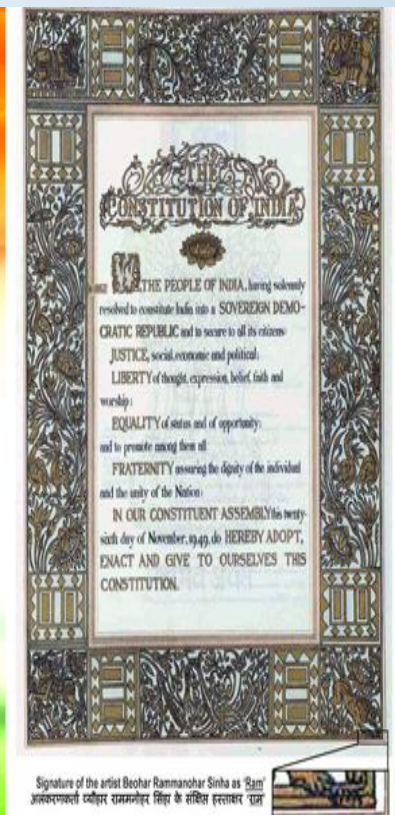 THE
CONSTITUTION OF INDIA
WE, THE PEOPLE OF INDIA, having solemnly
resolved to constitute India into a SOVEREIGN DEMO-
CRATIC REPUBLIC and to secure to all its citizens:
JUSTICE, social, economic and political;
LIBERTY of thought, expression, belief, faith and
worship;
EQUALITY of status and of opportunity;
and to promote among them all
FRATERNITY assuring the dignity of the individual
and the unity of the Nation;
IN OUR CONSTITUENT ASSEMBLY this twenty-
sixth day of November, 1949, do HEREBY ADOPT,
ENACT AND GIVE TO OURSELVES THIS
CONSTITUTION.
Signature of the artist Beohar Rammanohar Sinha as 'Ram'
अलंकरणकर्ता ब्यौहार राममनोहर सिंहा के संक्षिप्त हस्ताक्षर 'राम'